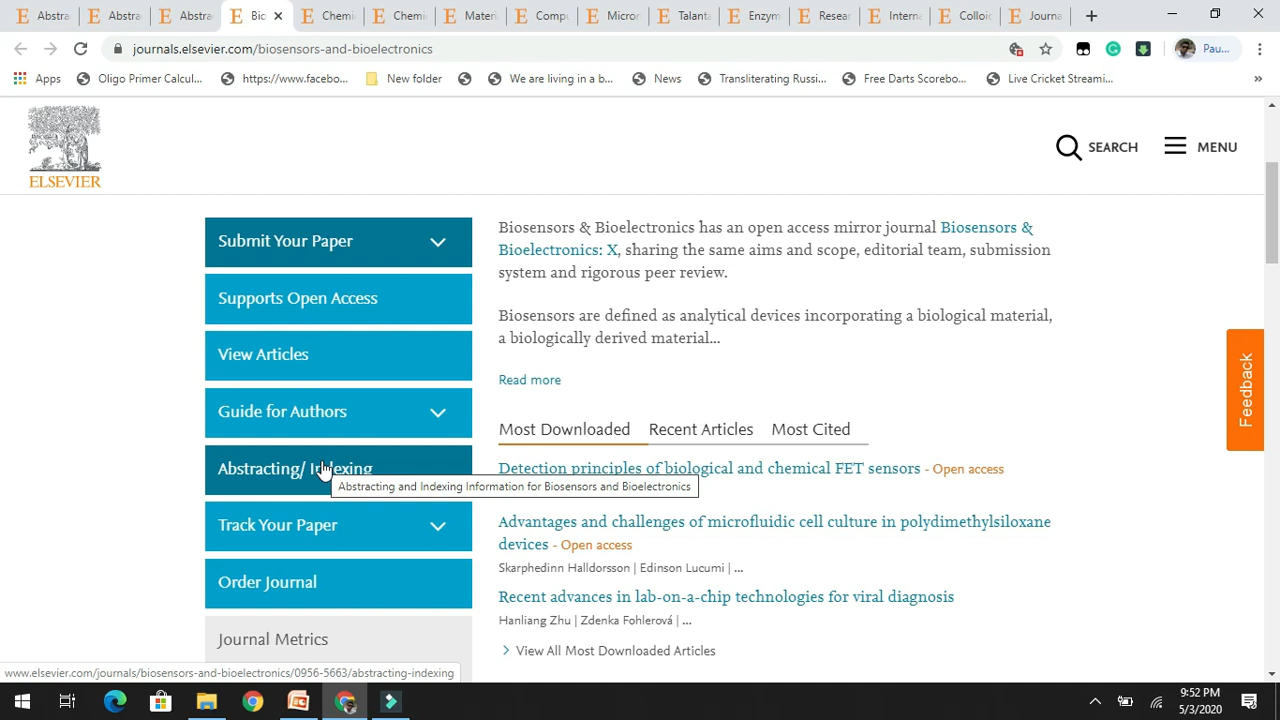 Abstra
Abstra
Abstra
Bio
Chemi
Chemi
Materi
Compu
Micror
Talanta
Enzym
Resear
Interna
Colloic
Journa
journals.elsevier.com/biosensors-and-bioelectronics
Pau...
Apps
Oligo Primer Calcul...
https://www.facebo...
New folder
We are living in a b...
News
Transliterating Russi...
Free Darts Scorebo...
Live Cricket Streami...
»
ELSEVIER
SEARCH
MENU
Submit Your Paper
Supports Open Access
View Articles
Guide for Authors
Abstracting/ Indexing
Track Your Paper
Order Journal
Journal Metrics
Biosensors & Bioelectronics has an open access mirror journal Biosensors &
Bioelectronics: X, sharing the same aims and scope, editorial team, submission
system and rigorous peer review.
Biosensors are defined as analytical devices incorporating a biological material,
a biologically derived material...
Read more
Most Downloaded Recent Articles Most Cited
Detection principles of biological and chemical FET sensors - Open access
Abstracting and Indexing Information for Biosensors and Bioelectronics
Advantages and challenges of microfluidic cell culture in polydimethylsiloxane
devices - Open access
Skarphedinn Halldorsson | Edinson Lucumi | ...
Recent advances in lab-on-a-chip technologies for viral diagnosis
Hanliang Zhu | Zdenka Fohlerová | ...
View All Most Downloaded Articles
Feedback
www.elsevier.com/journals/biosensors-and-bioelectronics/0956-5663/abstracting-indexing
9:52 PM
5/3/2020